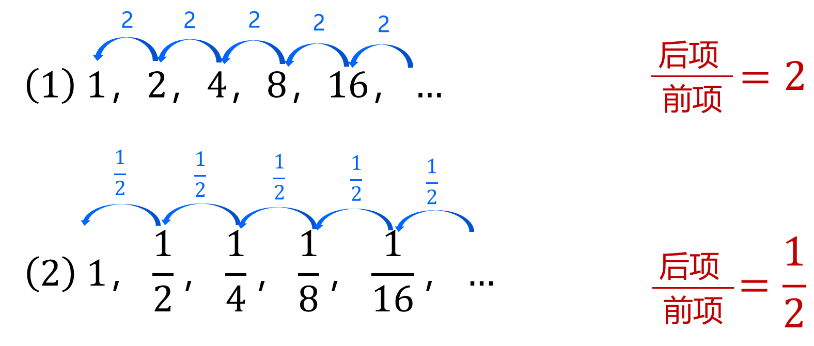 2 2 2 2 2
(1) 1, 2, 4, 8, 16, …
后项/前项 = 2
1/2 1/2 1/2 1/2 1/2
(2) 1, 1/2, 1/4, 1/8, 1/16, …
后项/前项 = 1/2